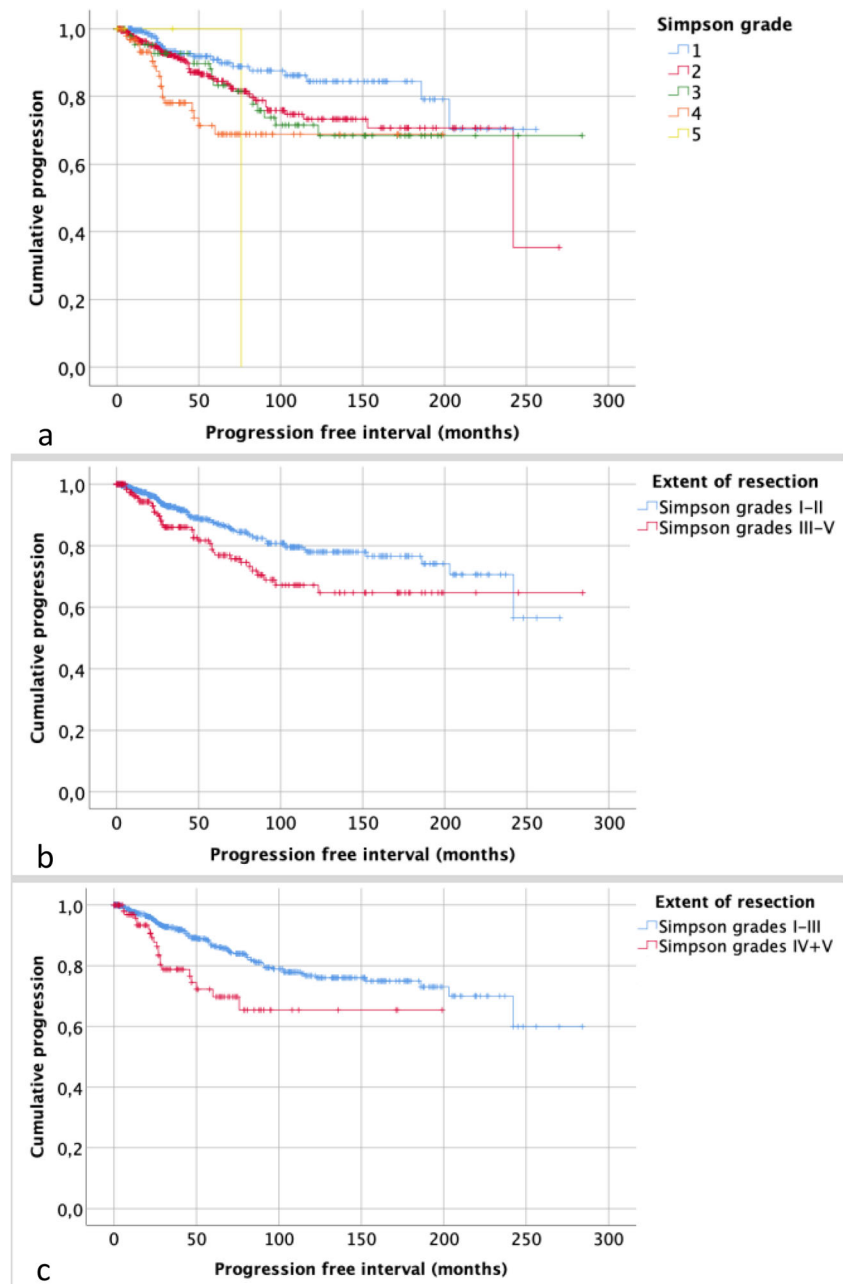 Simpson grade
1
2
3
4
5
Cumulative progression
1,0
0,8
0,6
0,4
0,2
0,0
0 50 100 150 200 250 300
Progression free interval (months)
a
Extent of resection
Simpson grades I-II
Simpson grades III-V
Cumulative progression
1,0
0,8
0,6
0,4
0,2
0,0
0 50 100 150 200 250 300
Progression free interval (months)
b
Extent of resection
Simpson grades I-III
Simpson grades IV+V
Cumulative progression
1,0
0,8
0,6
0,4
0,2
0,0
0 50 100 150 200 250 300
Progression free interval (months)
c